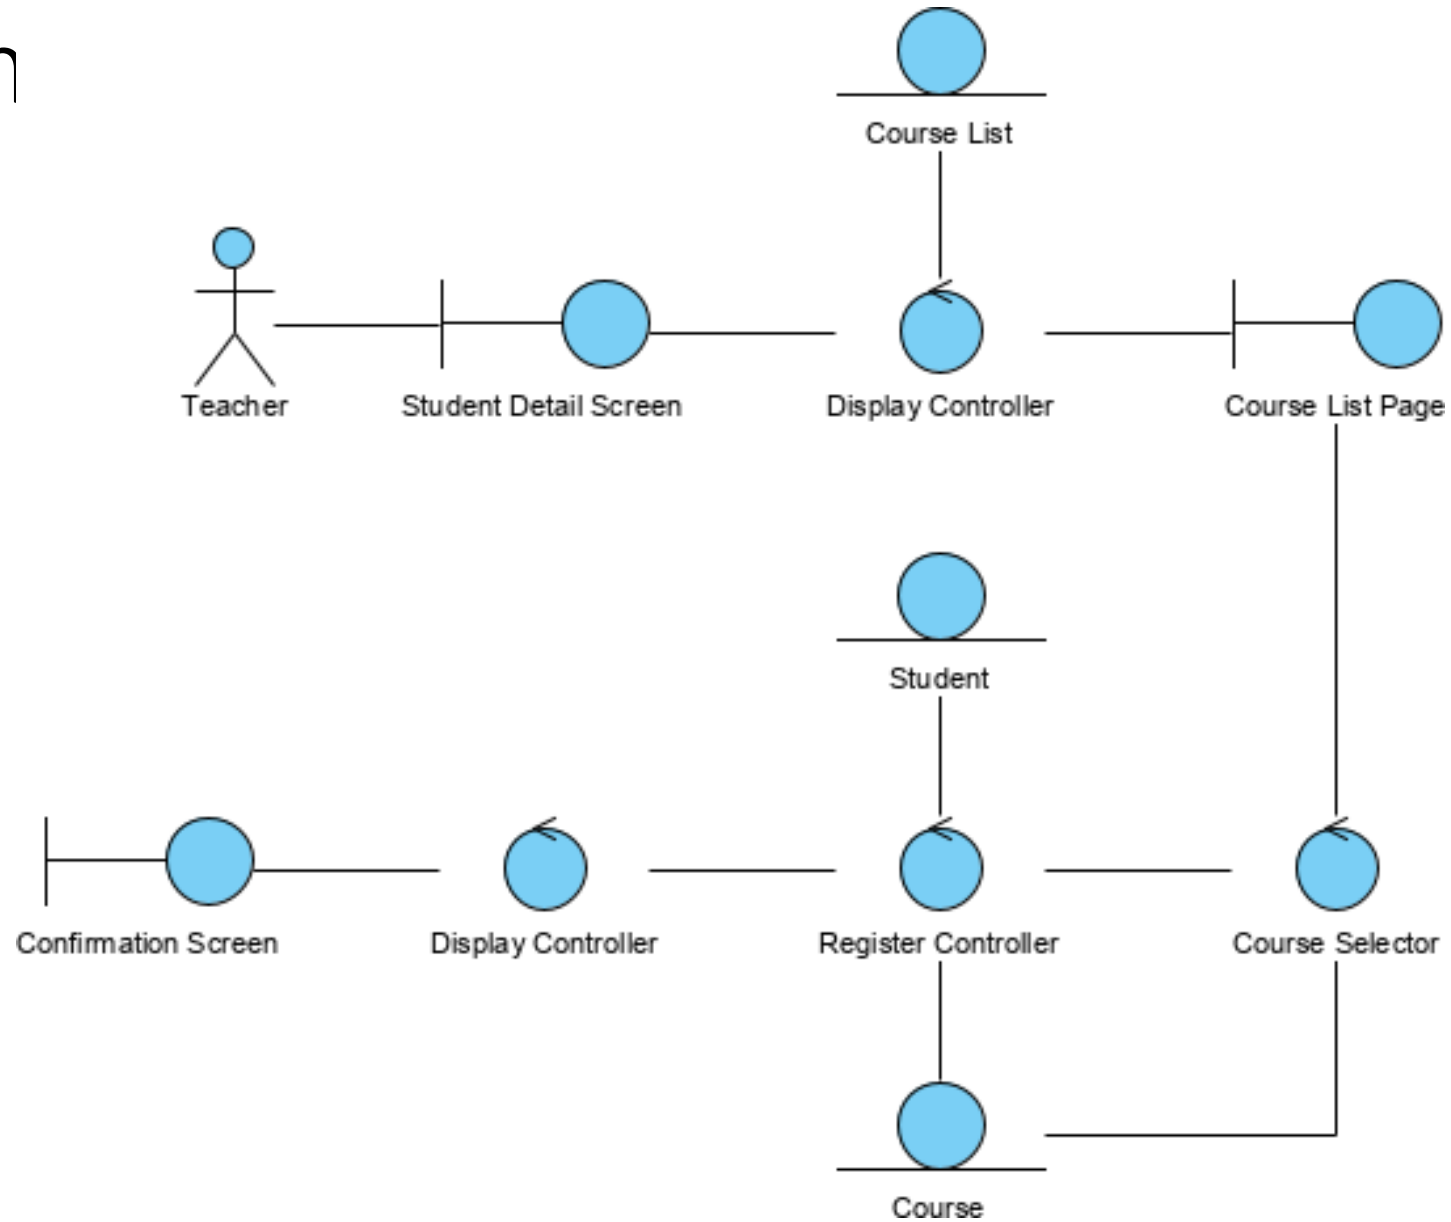 Course List
Teacher
Student Detail Screen
Display Controller
Course List Page
Student
Confirmation Screen
Display Controller
Register Controller
Course Selector
Course